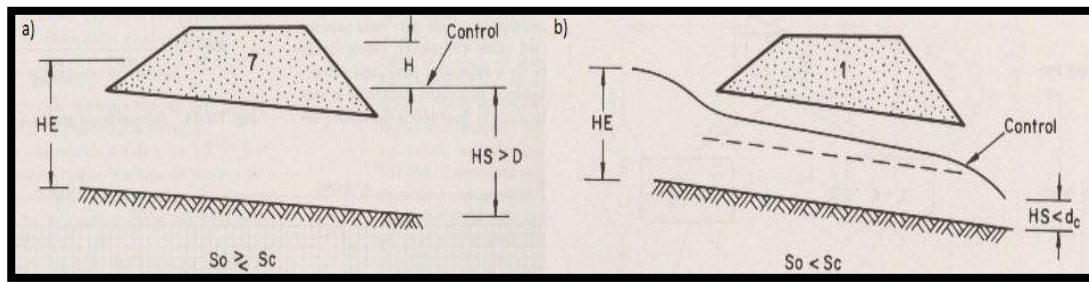 a)
7
H
Control
HE
HS > D
So ≷ Sc
b)
1
HE
Control
HS < dc
So < Sc